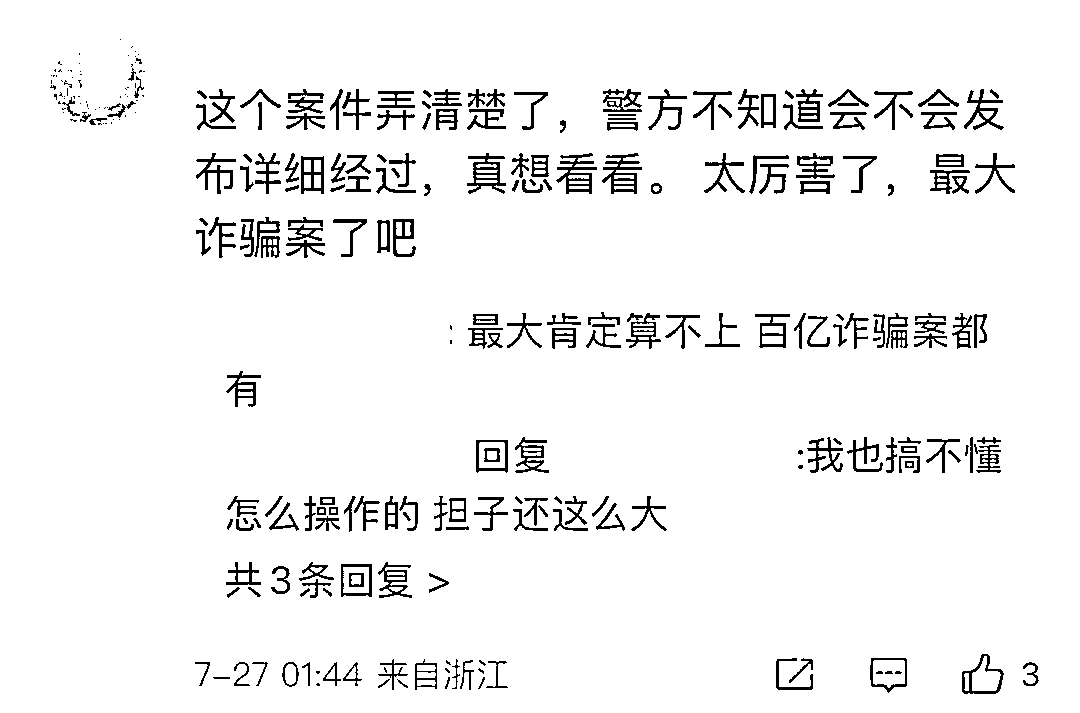 这个案件弄清楚了，警方不知道会不会发
布详细经过，真想看看。 太厉害了，最大
诈骗案了吧
: 最大肯定算不上 百亿诈骗案都
有
回复 :我也搞不懂
怎么操作的 担子还这么大
共3条回复 >
7-27 01:44 来自浙江 3